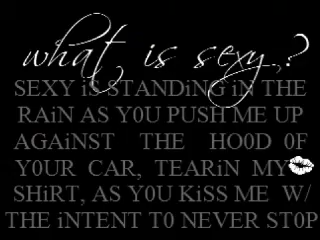 what is sexy?
SEXY iS STANDiNG iN THE
RAiN AS Y0U PUSH ME UP
AGAiNST THE HO0D 0F
Y0UR CAR, TEARiN MY
SHiRT, AS Y0U KiSS ME W/
THE iNTENT T0 NEVER ST0P